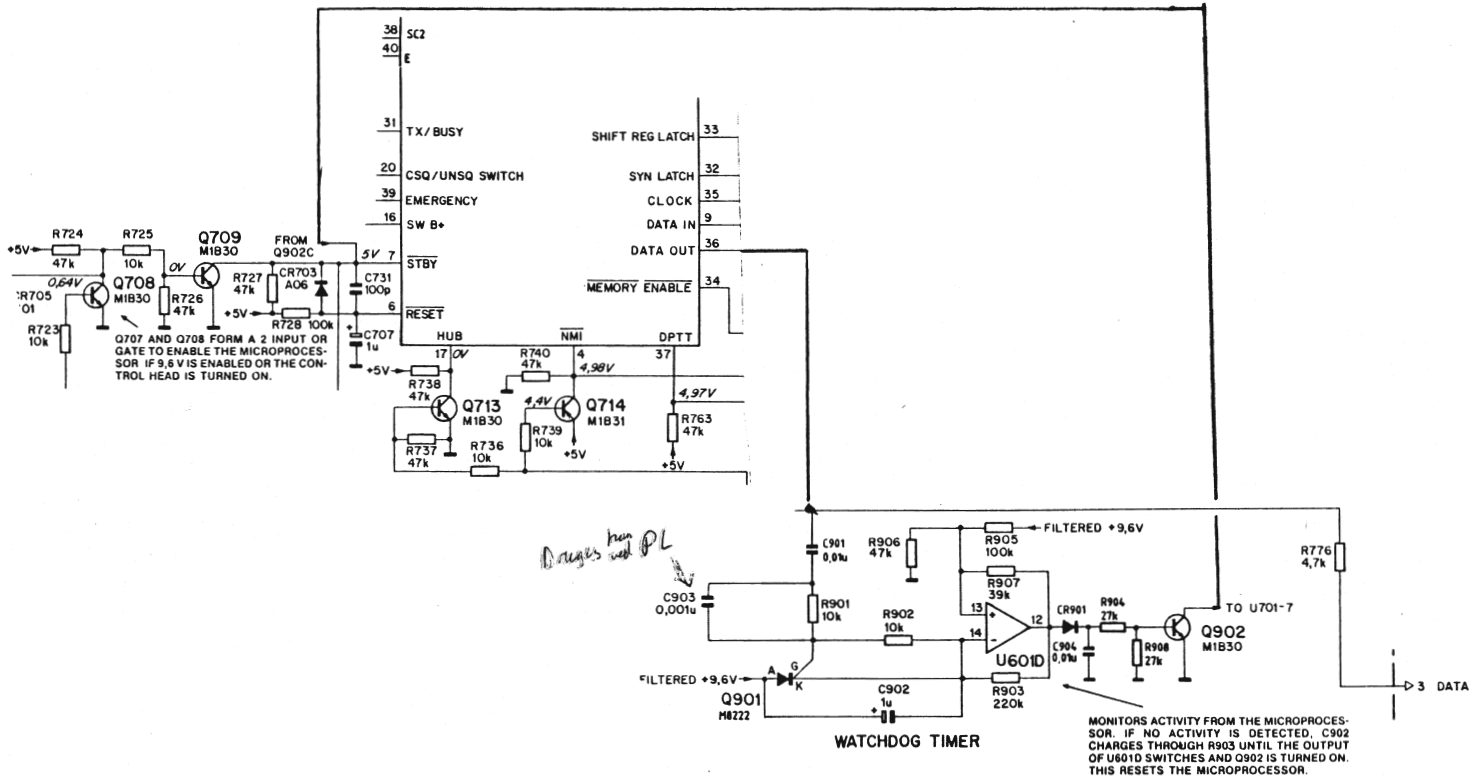 38 SC2
40 E
31 TX/BUSY
20 CSQ/UNSQ SWITCH
39 EMERGENCY
16 SW B+
5V 7 STBY
6 RESET
HUB
17 0V
NMI
4
DPTT
37
SHIFT REG LATCH 33
SYN LATCH 32
CLOCK 35
DATA IN 9
DATA OUT 36
MEMORY ENABLE 34
+5V
R724
47k
R725
10k
Q709
M1B30
0V
FROM
Q902C
0,64V
Q708
M1B30
R726
47k
R727
47k
CR703
A06
C731
100p
:R705
'01
R723
10k
+5V
R728 100k
+
C707
1u
Q707 AND Q708 FORM A 2 INPUT OR
GATE TO ENABLE THE MICROPROCES-
SOR IF 9,6 V IS ENABLED OR THE CON-
TROL HEAD IS TURNED ON.
+5V
R738
47k
Q713
M1B30
R737
47k
R736
10k
R740
47k
4,98V
4,4V
Q714
M1B31
R739
10k
+5V
4,97V
R763
47k
+5V
PL
C901
0,01u
C903
0,001u
R901
10k
R902
10k
R906
47k
R905
100k
FILTERED +9,6V
R907
39k
13 +
14 -
12
U601D
CR901
R904
27k
C904
0,01u
R908
27k
Q902
M1B30
TO U701-7
R776
4,7k
3 DATA
FILTERED +9,6V
A
G
K
Q901
M8222
C902
1u
+
R903
220k
WATCHDOG TIMER
MONITORS ACTIVITY FROM THE MICROPROCES-
SOR. IF NO ACTIVITY IS DETECTED, C902
CHARGES THROUGH R903 UNTIL THE OUTPUT
OF U601D SWITCHES AND Q902 IS TURNED ON.
THIS RESETS THE MICROPROCESSOR.